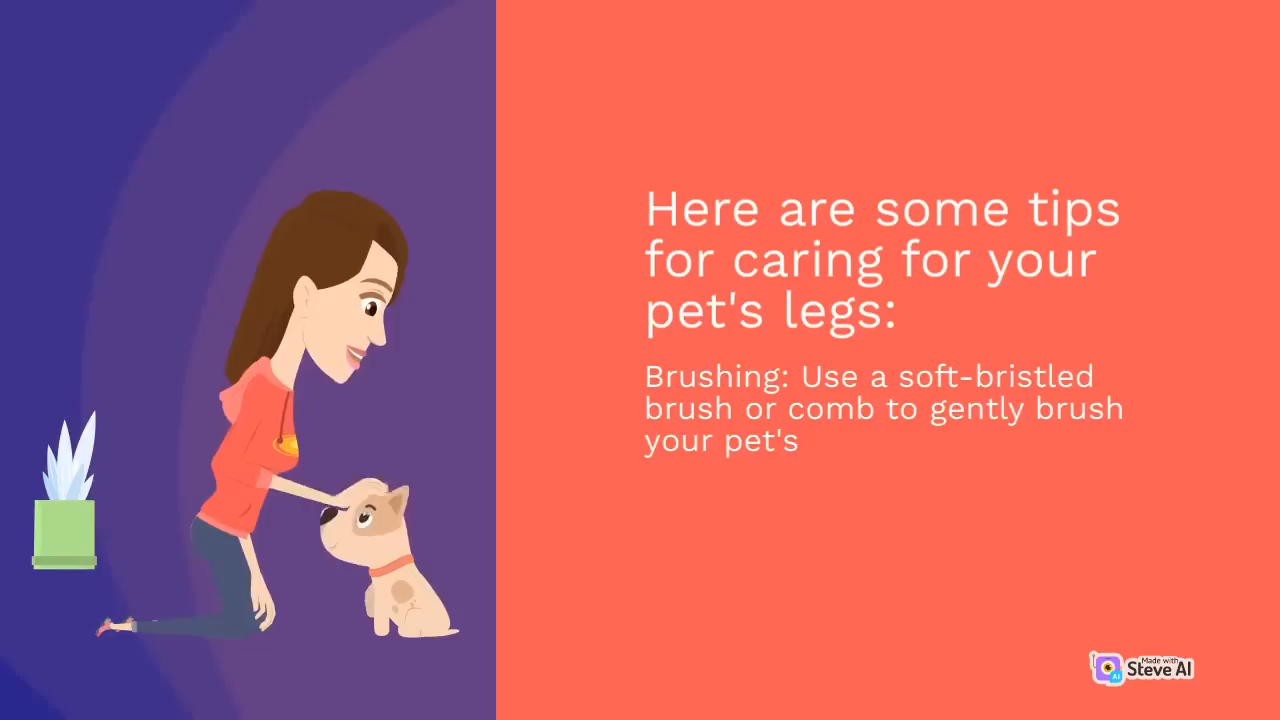 Here are some tips
for caring for your
pet's legs:
Brushing: Use a soft-bristled
brush or comb to gently brush
your pet's
Made with
Steve AI
AI